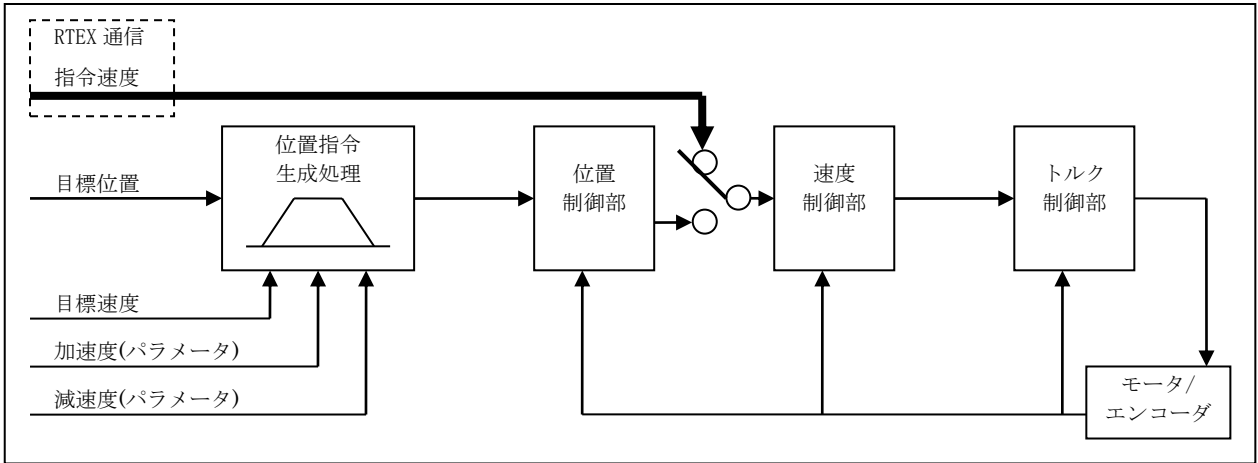 RTEX 通信
指令速度
位置指令
生成処理
目標位置
位置
制御部
速度
制御部
トルク
制御部
目標速度
加速度(パラメータ)
減速度(パラメータ)
モータ/
エンコーダ